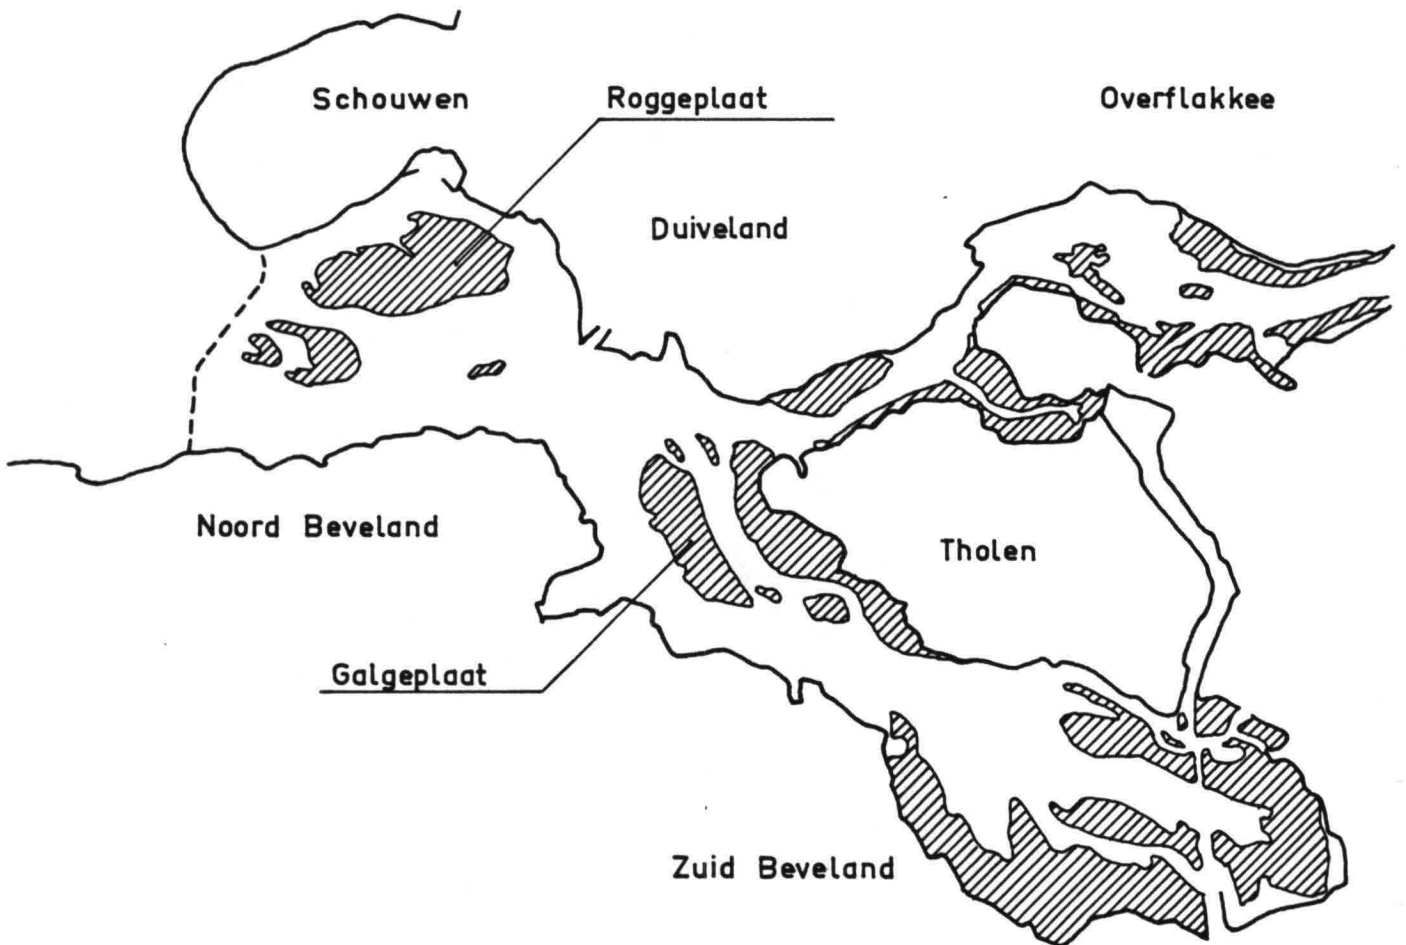 Schouwen
Roggeplaat
Overflakkee
Duiveland
Noord Beveland
Tholen
Galgeplaat
Zuid Beveland